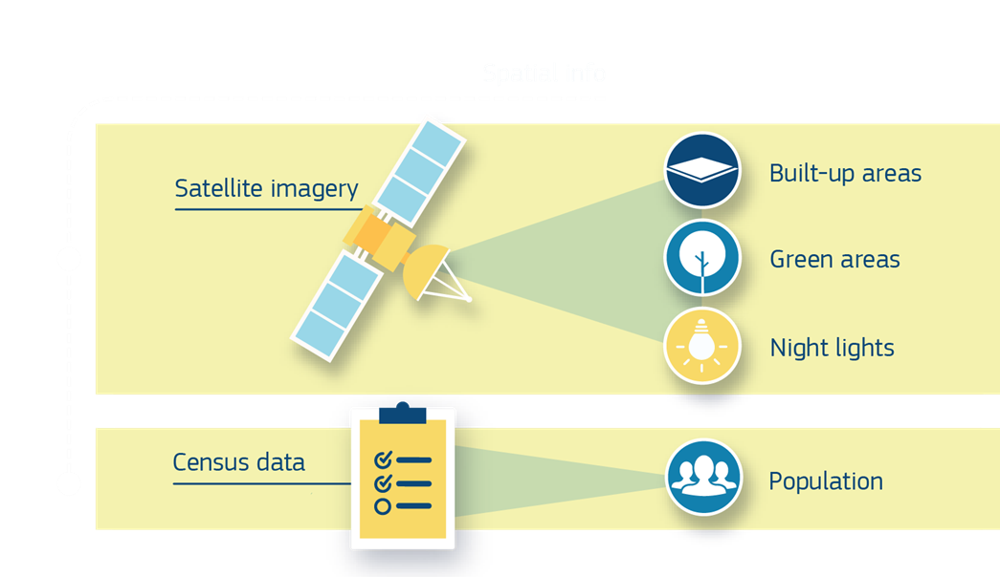 Satellite imagery
Built-up areas
Green areas
Night lights
Census data
Population